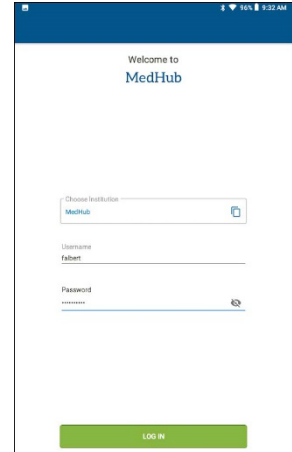 96% 9:32 AM
Welcome to
MedHub
Choose Institution
MedHub
Username
falbert
Password
••••••••••
LOG IN